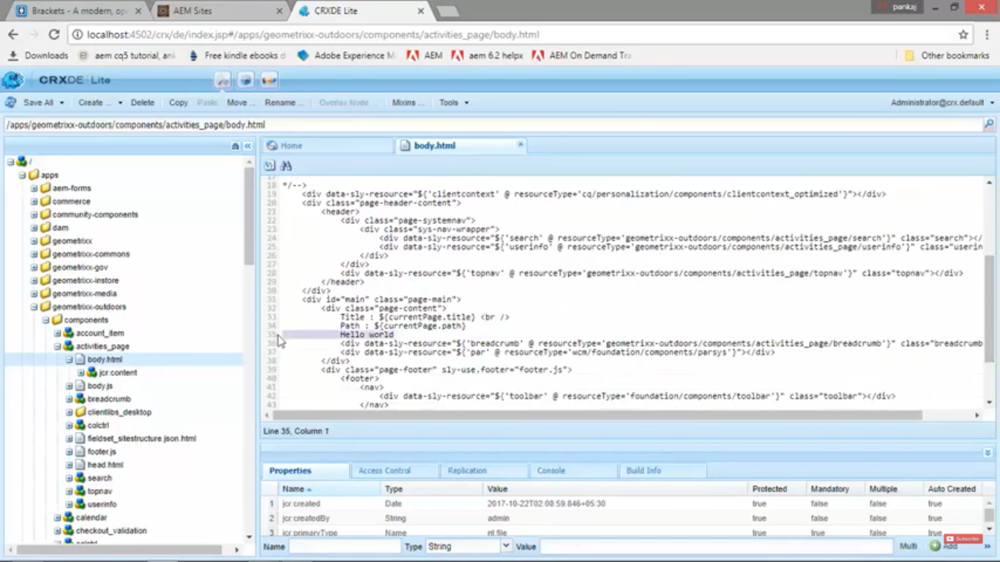 Brackets - A modern, op
AEM Sites
CRXDE Lite
pankaj
localhost:4502/crx/de/index.jsp#/apps/geometrixx-outdoors/components/activities_page/body.html
Downloads
aem cq5 tutorial, an
Free kindle ebooks
Adobe Experience M
AEM
aem 6.2 helpx
AEM On Demand Tra
Other bookmarks
CRXDE Lite
Save All
Create ...
Delete
Copy
Paste
Move ...
Rename ...
Overlay Node ...
Mixins ...
Tools
Administrator@crx.default
/apps/geometrixx-outdoors/components/activities_page/body.html
/
apps
aem-forms
commerce
community-components
dam
geometrixx
geometrixx-commons
geometrixx-gov
geometrixx-instore
geometrixx-media
geometrixx-outdoors
components
account_item
activities_page
body.html
jcr:content
body.js
breadcrumb
clientlibs_desktop
colctrl
fieldset_sitestructure.json.html
footer.js
head.html
search
topnav
userinfo
calendar
checkout_validation
colctrl
Home
body.html
17
18 */-->
19 <div data-sly-resource="${'clientcontext' @ resourceType='cq/personalization/components/clientcontext_optimized'}"></div>
20 <div class="page-header-content">
21 <header>
22 <div class="page-systemnav">
23 <div class="sys-nav-wrapper">
24 <div data-sly-resource="${'search' @ resourceType='geometrixx-outdoors/components/activities_page/search'}" class="search"></
25 <div data-sly-resource="${'userinfo' @ resourceType='geometrixx-outdoors/components/activities_page/userinfo'}" class="userin
26 </div>
27 </div>
28 <div data-sly-resource="${'topnav' @ resourceType='geometrixx-outdoors/components/activities_page/topnav'}" class="topnav"></div>
29 </header>
30 </div>
31 <div id="main" class="page-main">
32 <div class="page-content">
33 Title : ${currentPage.title} <br />
34 Path : ${currentPage.path}
35 Hello world
36 <div data-sly-resource="${'breadcrumb' @ resourceType='geometrixx-outdoors/components/activities_page/breadcrumb'}" class="breadcrumb
37 <div data-sly-resource="${'par' @ resourceType='wcm/foundation/components/parsys'}"></div>
38 </div>
39 <div class="page-footer" sly-use.footer="footer.js">
40 <footer>
41 <nav>
42 <div data-sly-resource="${'toolbar' @ resourceType='foundation/components/toolbar'}" class="toolbar"></div>
43 </nav>
Line 35, Column 1
Properties
Access Control
Replication
Console
Build Info
Name Type Value Protected Mandatory Multiple Auto Created
1 jcr:created Date 2017-10-22T02:00:59.846+05:30 true false false true
2 jcr:createdBy String admin true false false true
3 jcr:primaryType Name nt:file true true false true
Name Type String Value Multi Add
Subscribe